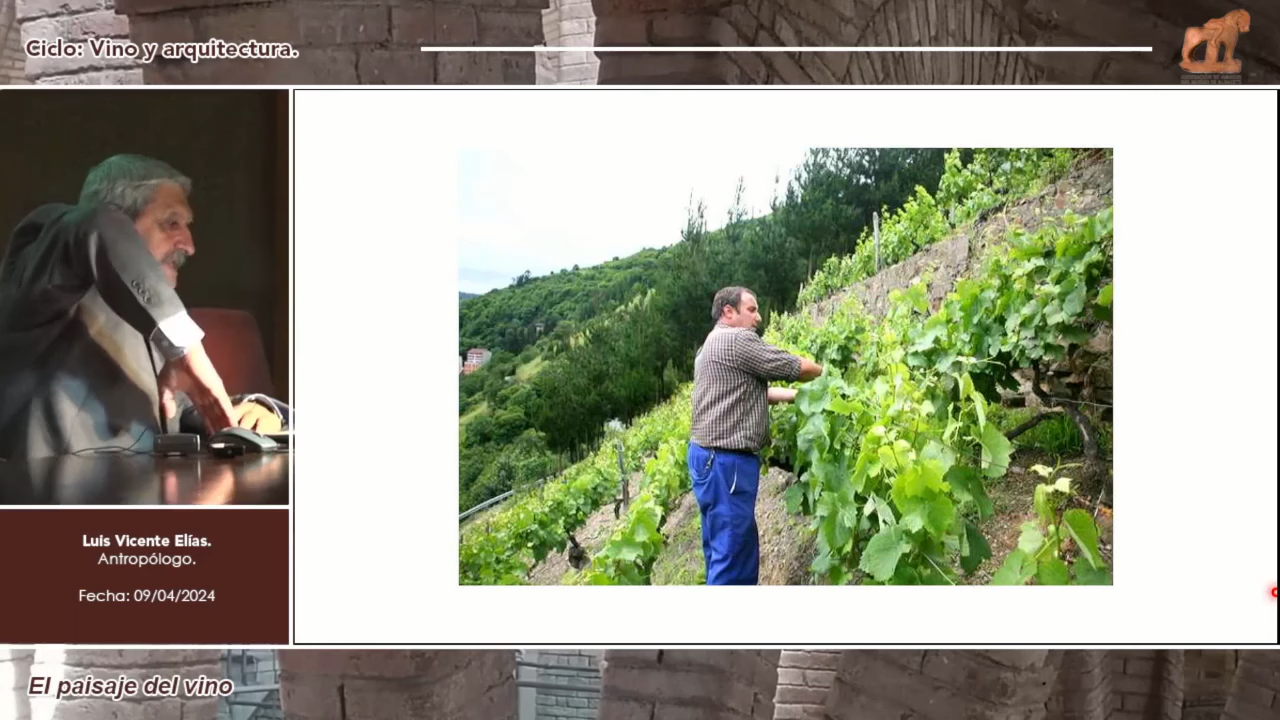 Ciclo: Vino y arquitectura.
Luis Vicente Elías.
Antropólogo.
Fecha: 09/04/2024
El paisaje del vino